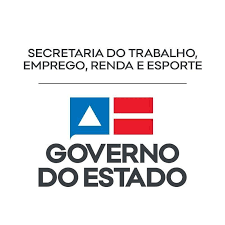 SECRETARIA DO TRABALHO,
EMPREGO, RENDA E ESPORTE
GOVERNO
DO ESTADO